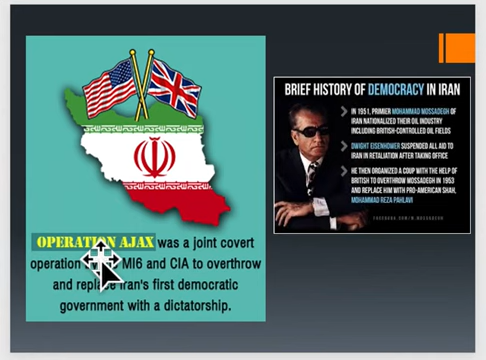 OPERATION AJAX was a joint covert
operation MI6 and CIA to overthrow
and replace Iran's first democratic
government with a dictatorship.
BRIEF HISTORY OF DEMOCRACY IN IRAN
IN 1951, PRIMIER MOHAMMAD MOSSADEGH OF
IRAN NATIONALIZED THEIR OIL INDUSTRY
INCLUDING BRITISH-CONTROLLED OIL FIELDS
DWIGHT EISENHOWER SUSPENDED ALL AID TO
IRAN IN RETALIATION AFTER TAKING OFFICE
HE THEN ORGANIZED A COUP WITH THE HELP OF
BRITISH TO OVERTHROW MOSSADEGH IN 1953
AND REPLACE HIM WITH PRO-AMERICAN SHAH,
MOHAMMAD REZA PAHLAVI
FACEBOOK.COM/M.MOSSADEGH